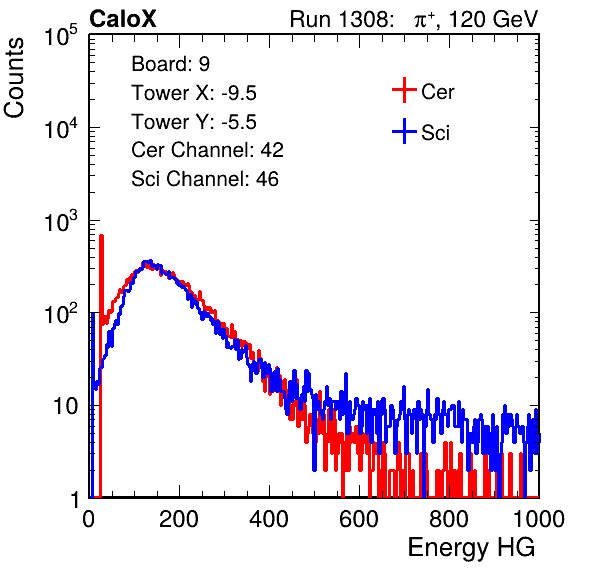 CaloX Run 1308: π⁺, 120 GeV
Counts
Board: 9
Tower X: -9.5
Tower Y: -5.5
Cer Channel: 42
Sci Channel: 46
Cer
Sci
10⁵
10⁴
10³
10²
10
1
0 200 400 600 800 1000
Energy HG